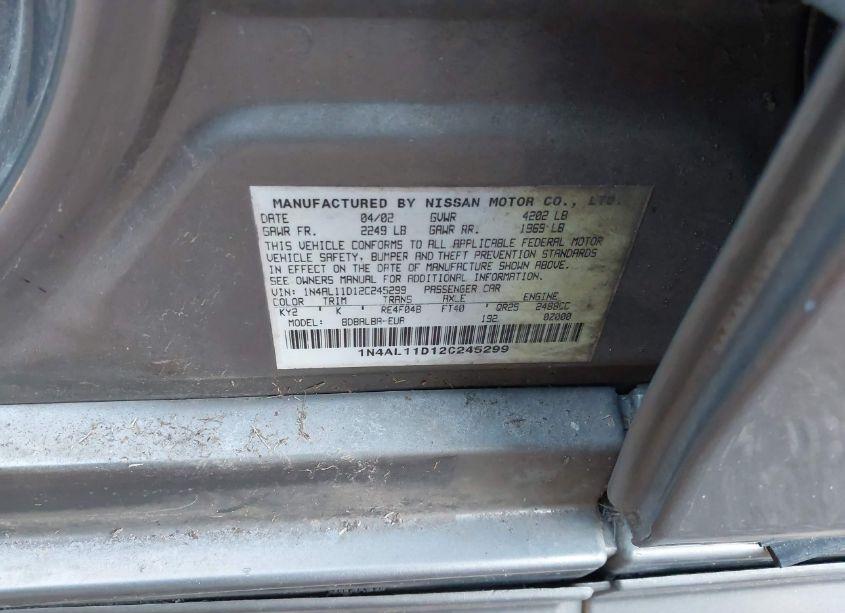 MANUFACTURED BY NISSAN MOTOR CO., LTD.
DATE 04/02 GVWR 4202 LB
GAWR FR. 2249 LB GAWR RR. 1969 LB
THIS VEHICLE CONFORMS TO ALL APPLICABLE FEDERAL MOTOR
VEHICLE SAFETY, BUMPER AND THEFT PREVENTION STANDARDS
IN EFFECT ON THE DATE OF MANUFACTURE SHOWN ABOVE.
SEE OWNERS MANUAL FOR ADDITIONAL INFORMATION
VIN: 1N4AL11D12C245299 PASSENGER CAR
COLOR TRIM TRANS AXLE ENGINE
KY2 K RE4F04B FT40 QR25 2488CC
MODEL: BDBALBA-EUA 192 0Z000
1N4AL11D12C245299